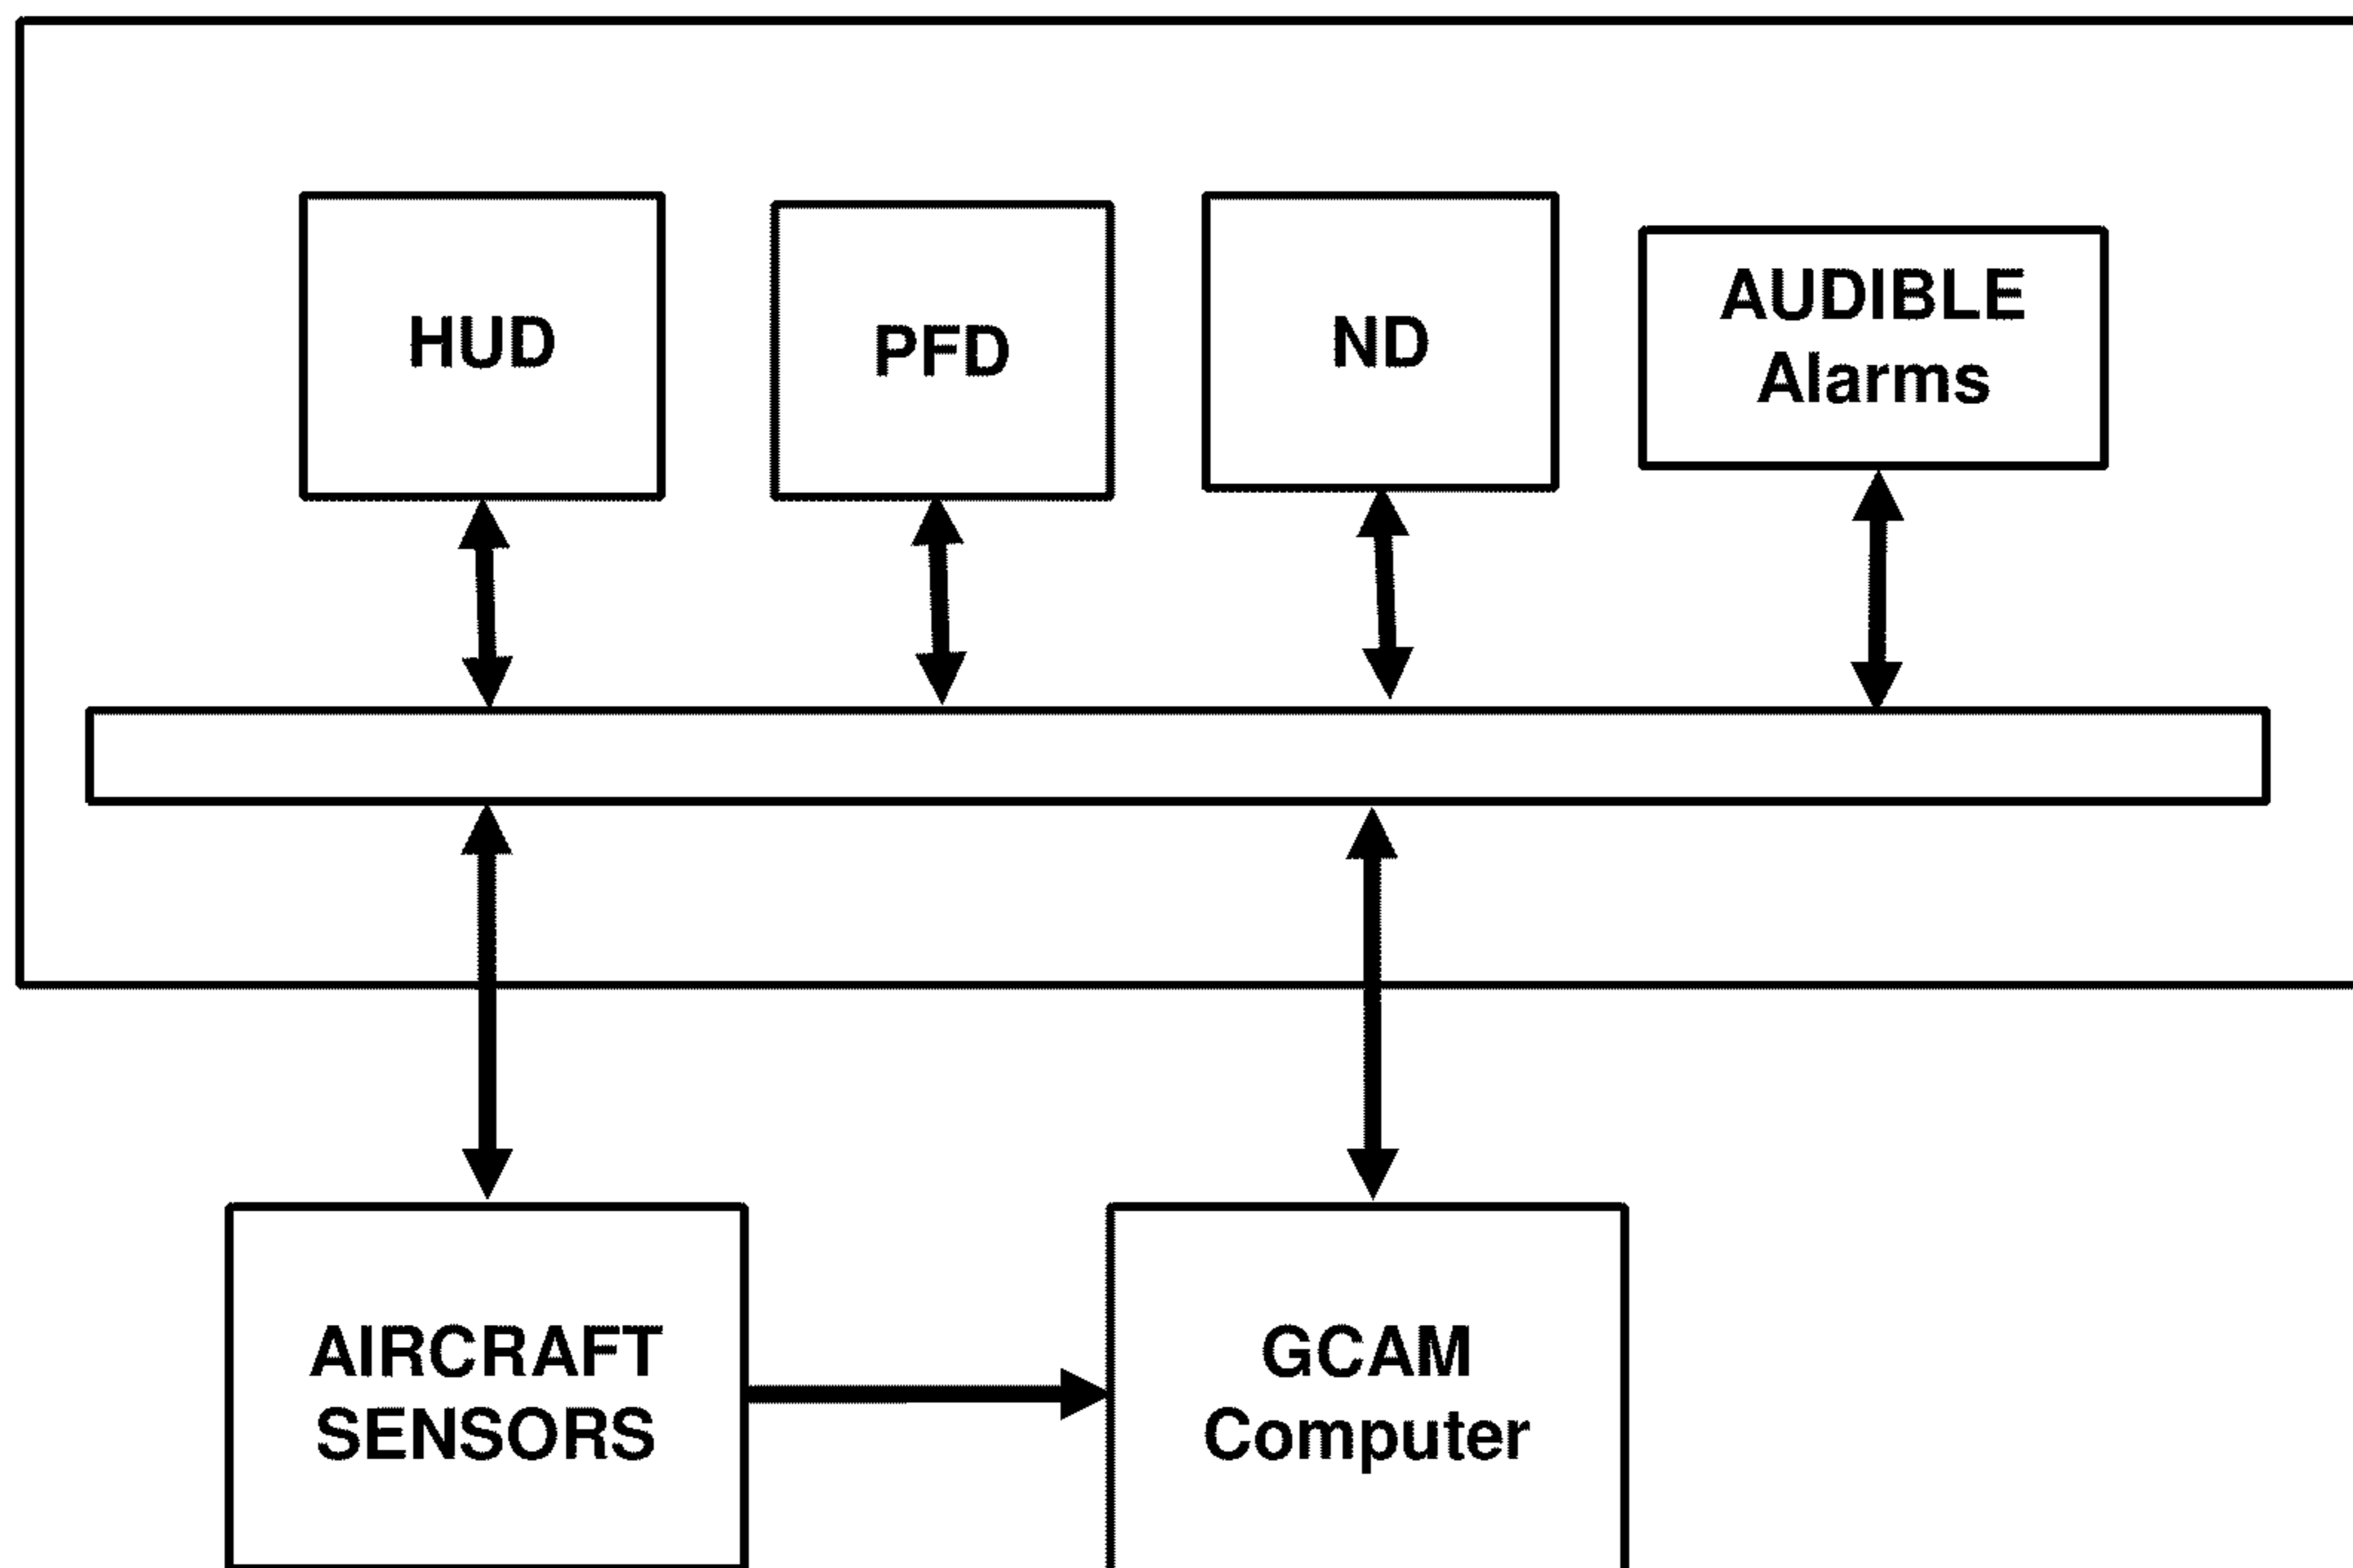 HUD
PFD
ND
AUDIBLE
Alarms
AIRCRAFT
SENSORS
GCAM
Computer